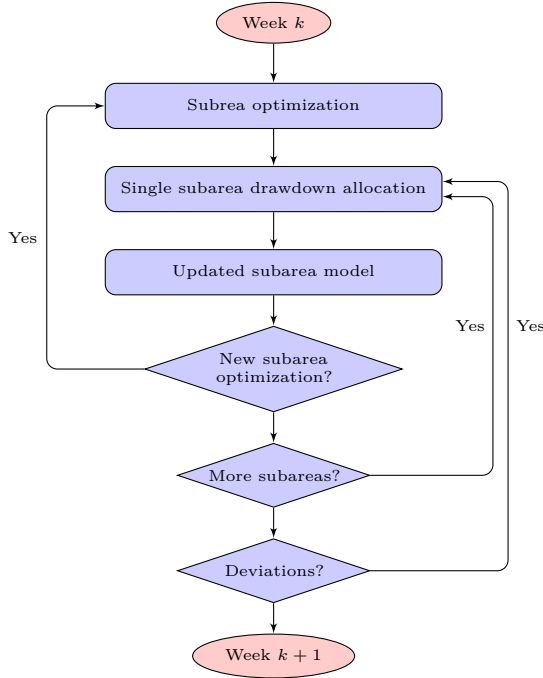 Week k
Subrea optimization
Single subarea drawdown allocation
Yes
Updated subarea model
Yes
Yes
New subarea
optimization?
More subareas?
Deviations?
Week k + 1